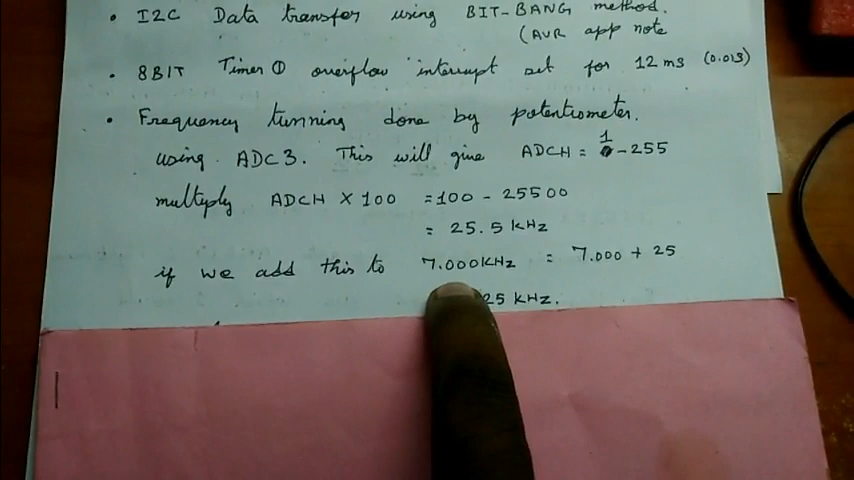 • I2C Data transfer using BIT-BANG method.
(AVR app note
• 8BIT Timer ① overflow interrupt set for 12 ms (0.013)
• Frequency tunning done by potentiometer.
using ADC3. This will give ADCH = 1-255
multiply ADCH X 100 = 100 - 25500
= 25.5 KHz
if we add this to 7.000KHz = 7.000 + 25
25 KHz.